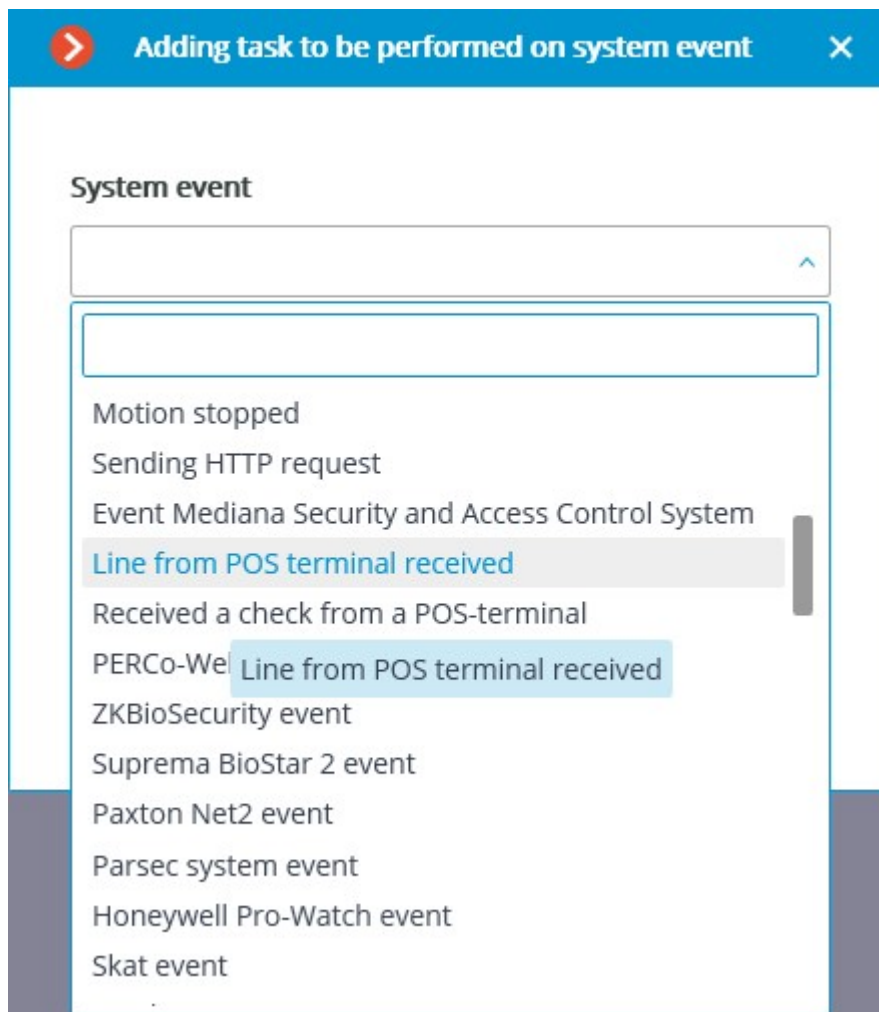 Adding task to be performed on system event
System event
Motion stopped
Sending HTTP request
Event Mediana Security and Access Control System
Line from POS terminal received
Received a check from a POS-terminal
PERCo-We
Line from POS terminal received
ZKBioSecurity event
Suprema BioStar 2 event
Paxton Net2 event
Parsec system event
Honeywell Pro-Watch event
Skat event